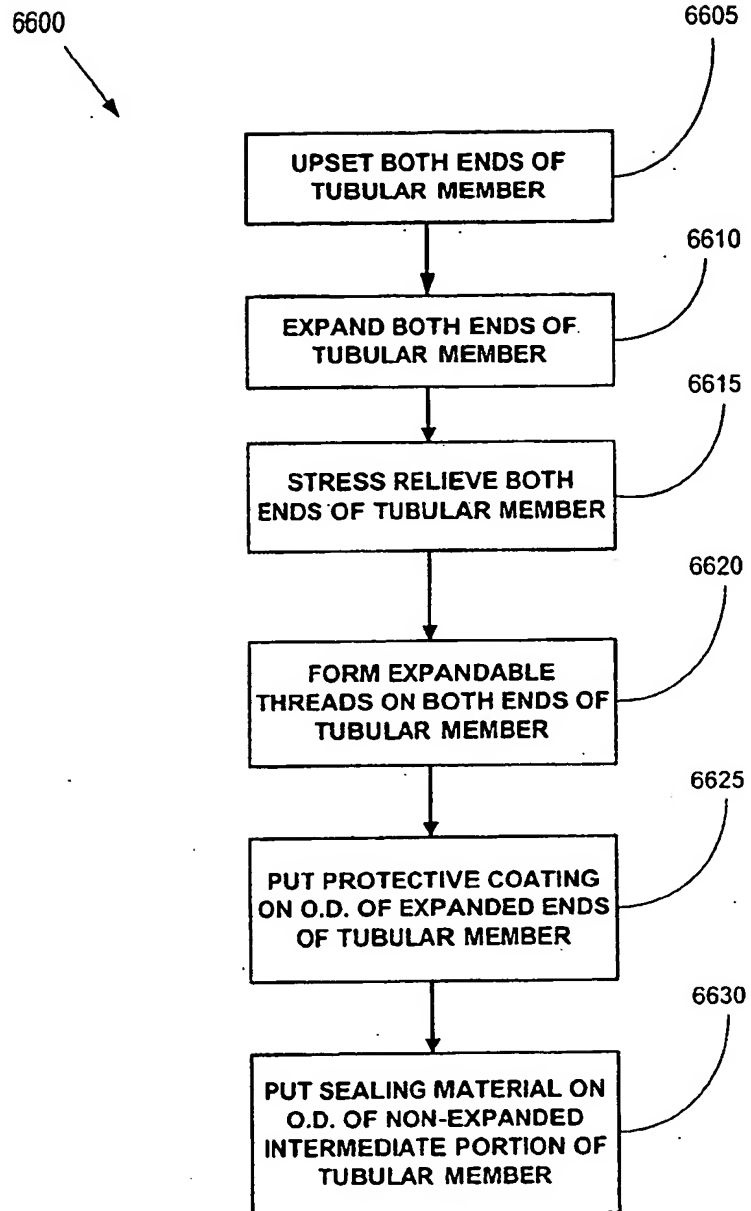 6600
6605
UPSET BOTH ENDS OF
TUBULAR MEMBER
6610
EXPAND BOTH ENDS OF
TUBULAR MEMBER
6615
STRESS RELIEVE BOTH
ENDS OF TUBULAR MEMBER
6620
FORM EXPANDABLE
THREADS ON BOTH ENDS OF
TUBULAR MEMBER
6625
PUT PROTECTIVE COATING
ON O.D. OF EXPANDED ENDS
OF TUBULAR MEMBER
6630
PUT SEALING MATERIAL ON
O.D. OF NON-EXPANDED
INTERMEDIATE PORTION OF
TUBULAR MEMBER